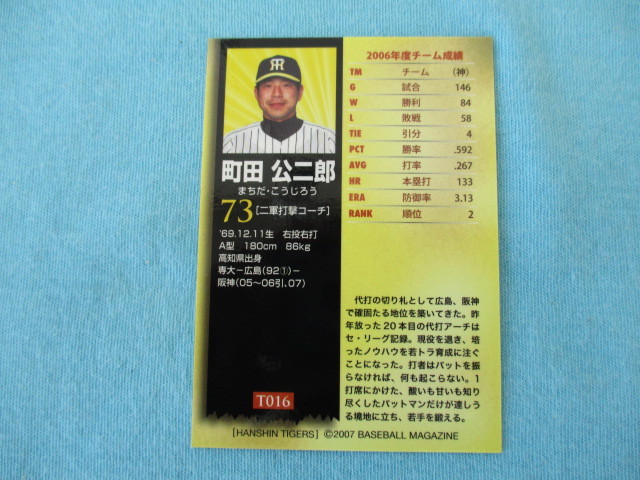 TR
町田 公二郎
まちだ・こうじろう
73 [二軍打撃コーチ]
'69.12.11生 右投右打
A型 180cm 86kg
高知県出身
専大－広島(92①)－
阪神(05〜06引、07)
T016
2006年度チーム成績
TM チーム (神)
G 試合 146
W 勝利 84
L 敗戦 58
TIE 引分 4
PCT 勝率 .592
AVG 打率 .267
HR 本塁打 133
ERA 防御率 3.13
RANK 順位 2
代打の切り札として広島、阪神
で確固たる地位を築いてきた。昨
年放った20本目の代打アーチは
セ・リーグ記録。現役を退き、培
ったノウハウを若トラ育成に注ぐ
ことになった。打者はバットを振
らなければ、何も起こらない。1
打席にかけた、酸いも甘いも知り
尽くしたバットマンだけが達しう
る境地に立ち、若手を鍛える。
[HANSHIN TIGERS] ©2007 BASEBALL MAGAZINE